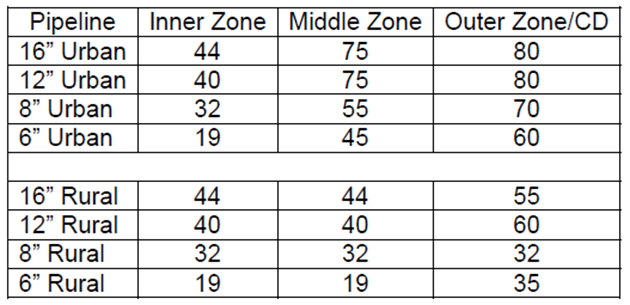 Pipeline Inner Zone Middle Zone Outer Zone/CD
16” Urban 44 75 80
12” Urban 40 75 80
8” Urban 32 55 70
6” Urban 19 45 60
16” Rural 44 44 55
12” Rural 40 40 60
8” Rural 32 32 32
6” Rural 19 19 35